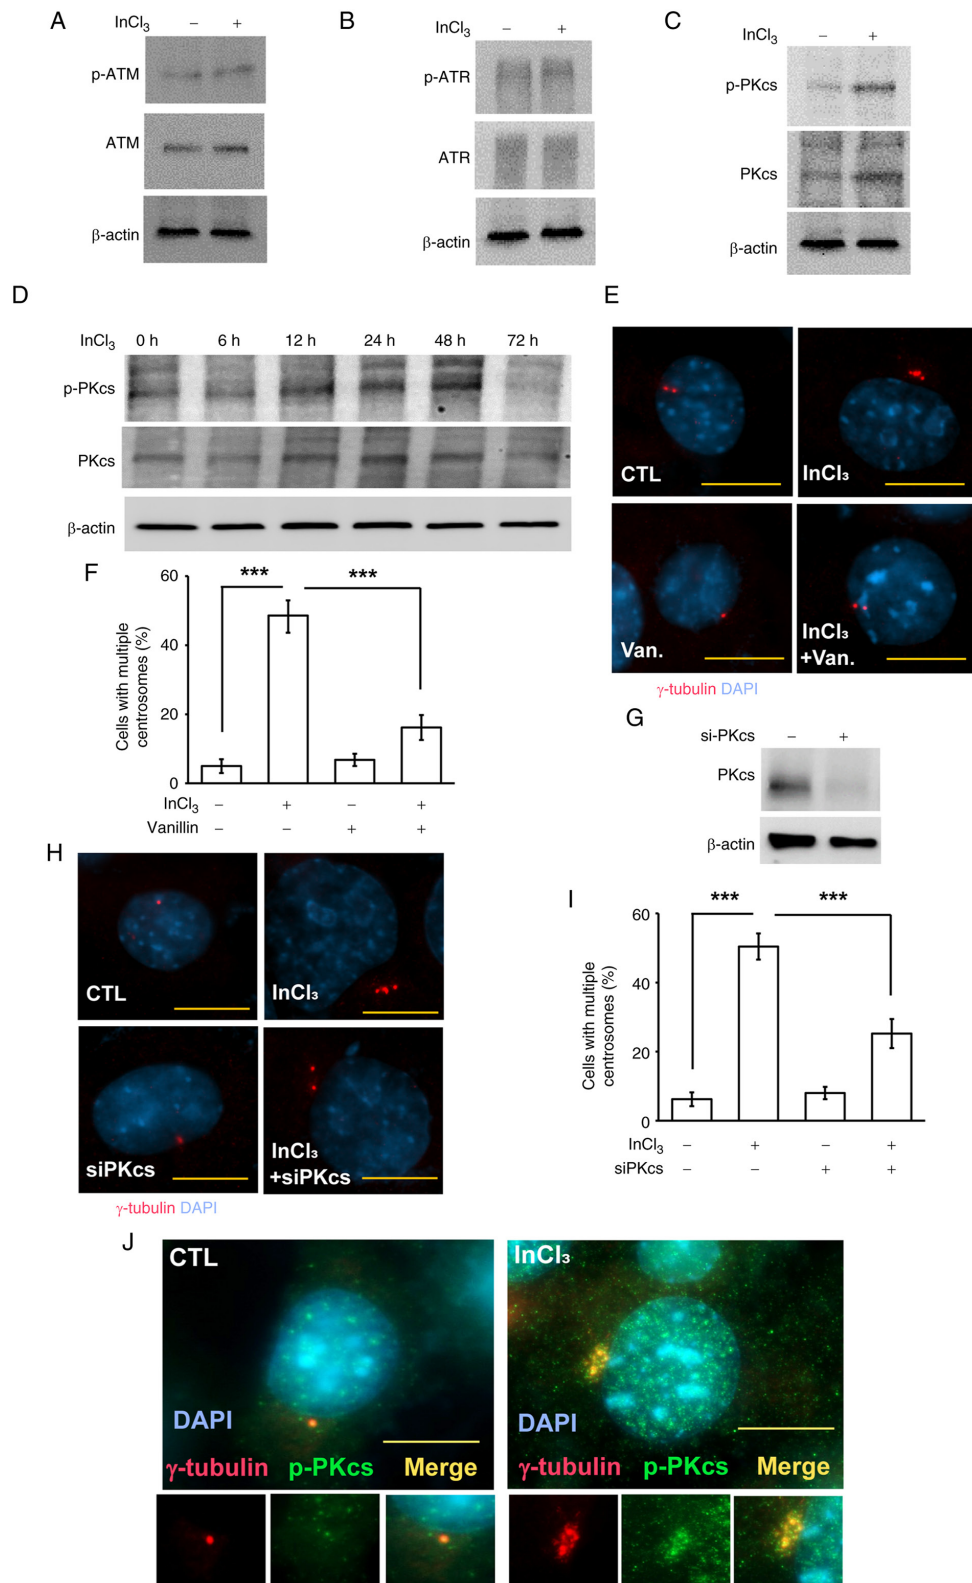 A
InCl3 − +
p-ATM
ATM
β-actin
B
InCl3 − +
p-ATR
ATR
β-actin
C
InCl3 − +
p-PKcs
PKcs
β-actin
D
InCl3 0 h 6 h 12 h 24 h 48 h 72 h
p-PKcs
PKcs
β-actin
E
CTL
InCl3
Van.
InCl3
+Van.
γ-tubulin DAPI
F
Cells with multiple
centrosomes (%)
60
40
20
0
*** ***
InCl3 − + − +
Vanillin − − + +
G
si-PKcs − +
PKcs
β-actin
H
CTL
InCl3
siPKcs
InCl3
+siPKcs
γ-tubulin DAPI
I
Cells with multiple
centrosomes (%)
60
40
20
0
*** ***
InCl3 − + − +
siPKcs − − + +
J
CTL
DAPI
γ-tubulin p-PKcs Merge
InCl3
DAPI
γ-tubulin p-PKcs Merge